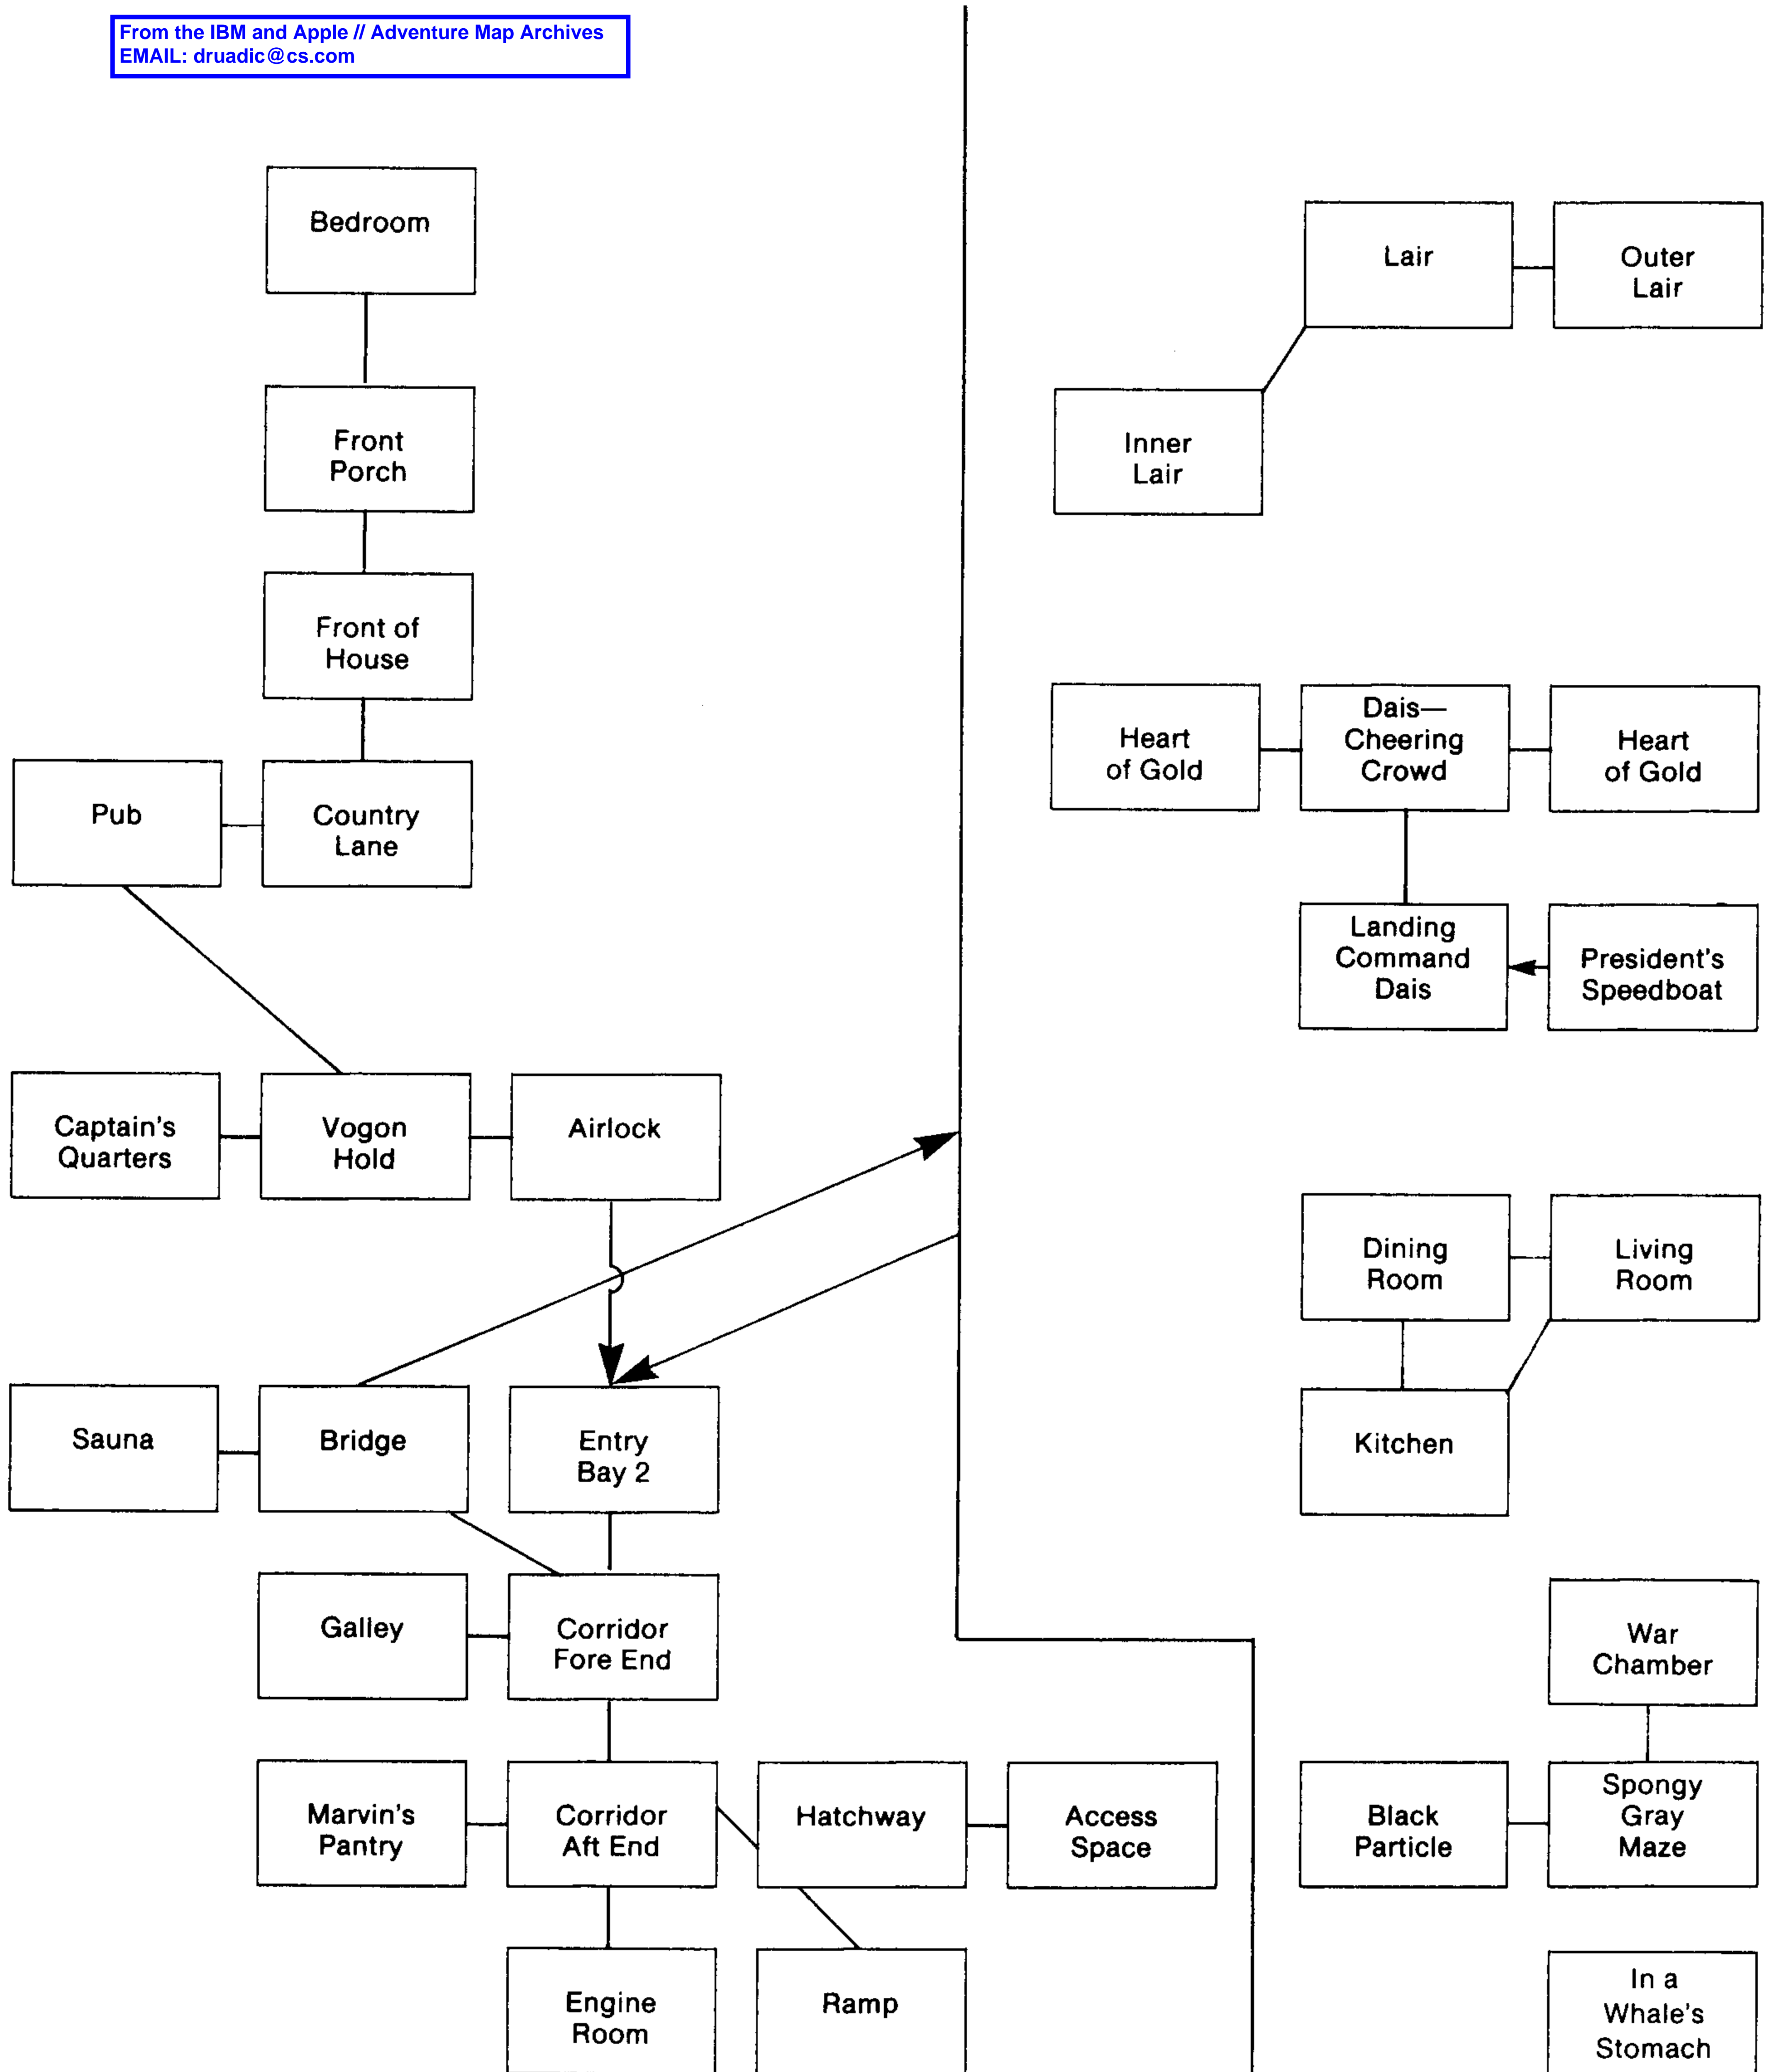 From the IBM and Apple // Adventure Map Archives
EMAIL: druadic@cs.com
Bedroom
Front
Porch
Front of
House
Pub
Country
Lane
Captain's
Quarters
Vogon
Hold
Airlock
Sauna
Bridge
Entry
Bay 2
Galley
Corridor
Fore End
Marvin's
Pantry
Corridor
Aft End
Hatchway
Access
Space
Engine
Room
Ramp
Lair
Outer
Lair
Inner
Lair
Heart
of Gold
Dais—
Cheering
Crowd
Heart
of Gold
Landing
Command
Dais
President's
Speedboat
Dining
Room
Living
Room
Kitchen
War
Chamber
Black
Particle
Spongy
Gray
Maze
In a
Whale's
Stomach